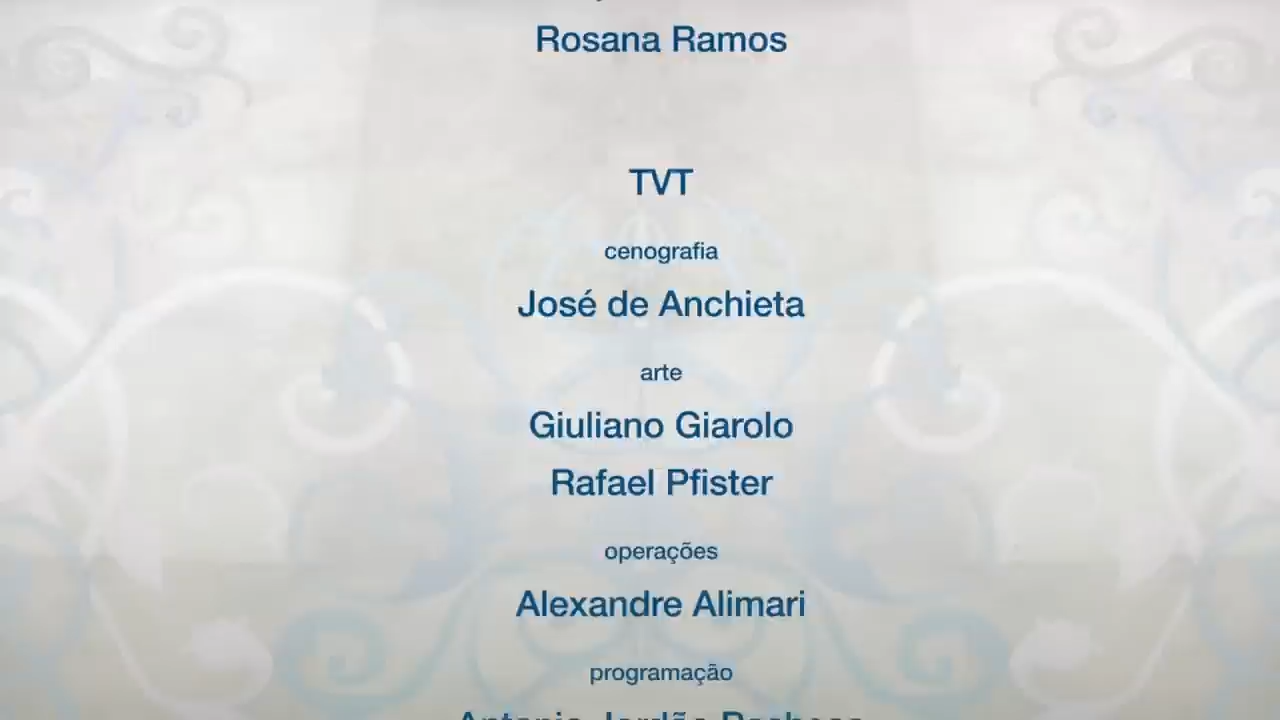 Rosana Ramos
TVT
cenografia
José de Anchieta
arte
Giuliano Giarolo
Rafael Pfister
operações
Alexandre Alimari
programação